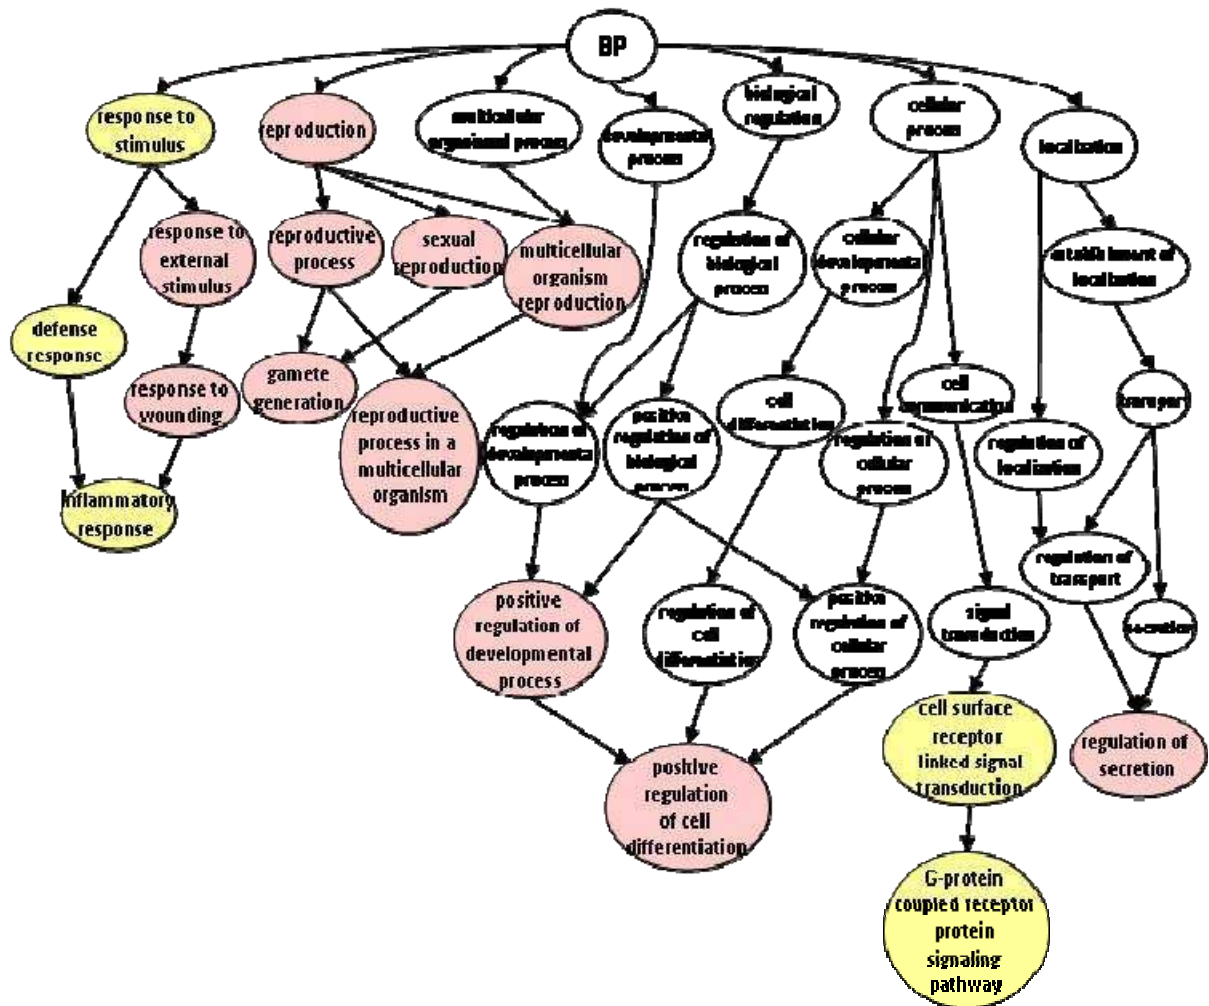 BP
response to
stimulus
reproduction
multicellular
organismal process
developmental
process
biological
regulation
cellular
process
localization
response to
external
stimulus
reproductive
process
sexual
reproduction
multicellular
organism
reproduction
regulation of
biological
process
cellular
developmental
process
establishment of
localization
defense
response
response to
wounding
gamete
generation
reproductive
process in a
multicellular
organism
regulation of
developmental
process
positive
regulation of
biological
process
cell
differentiation
regulation of
cellular
process
cell
communication
regulation of
localization
transport
inflammatory
response
positive
regulation of
developmental
process
regulation of
cell
differentiation
positive
regulation of
cellular
process
signal
transduction
regulation of
transport
secretion
positive
regulation
of cell
differentiation
cell surface
receptor
linked signal
transduction
regulation of
secretion
G-protein
coupled receptor
protein
signaling
pathway